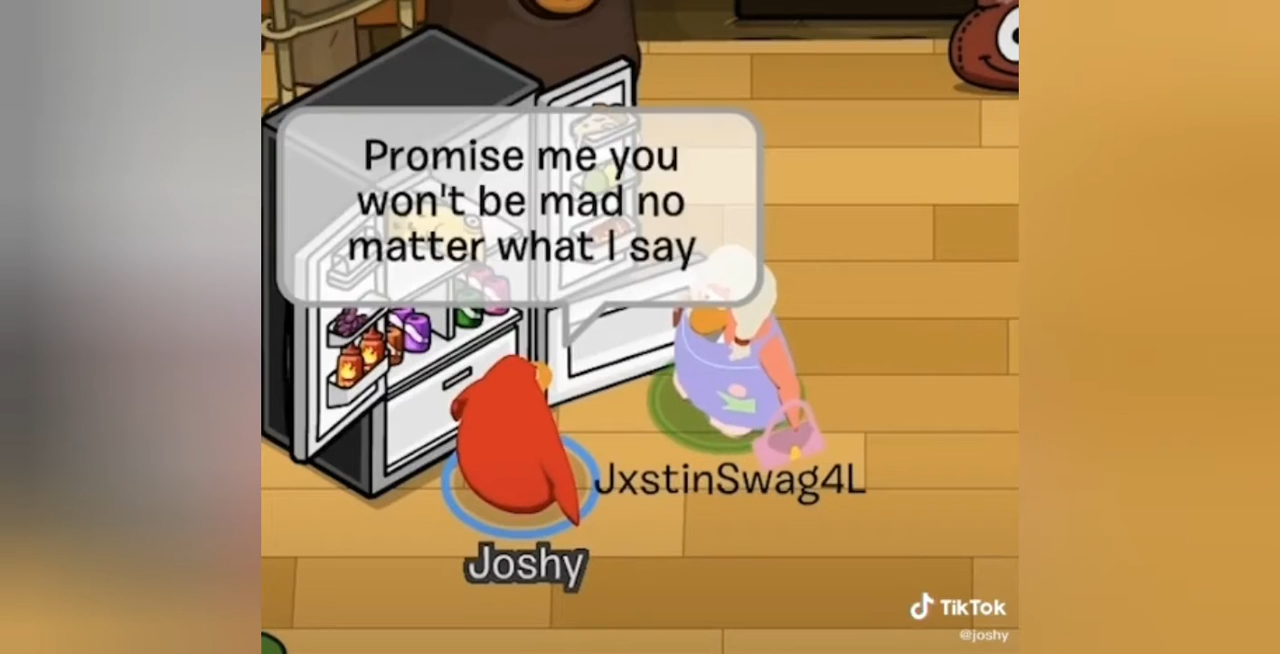 Promise me you
won't be mad no
matter what I say
JxstinSwag4L
Joshy
TikTok
@joshy